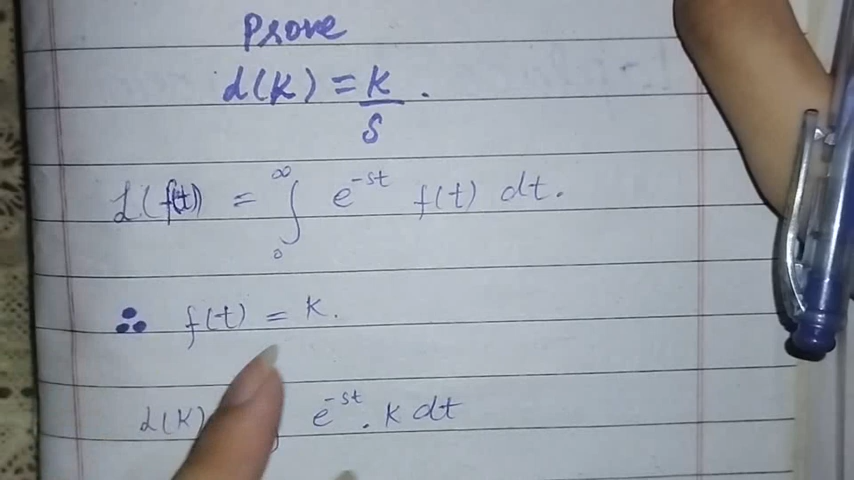 Prove
L(K) = K/S .
L(f(t)) = ∫₀^∞ e^-st f(t) dt.
∴ f(t) = K.
L(K) e^-st . K dt